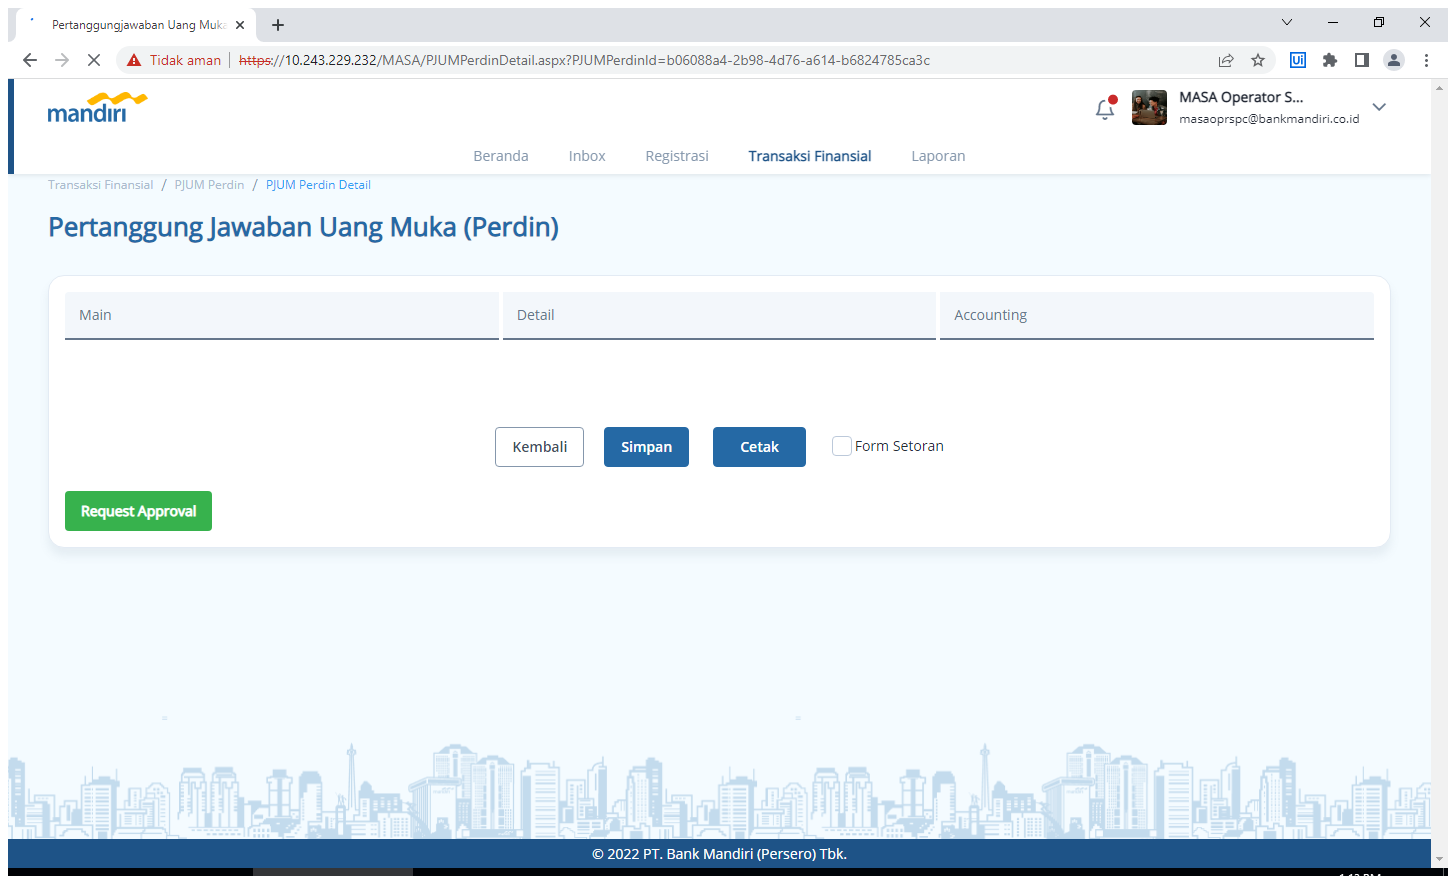 Pertanggungjawaban Uang Muka
Tidak aman
https://10.243.229.232/MASA/PJUMPerdinDetail.aspx?PJUMPerdinId=b06088a4-2b98-4d76-a614-b6824785ca3c
Ui
mandiri
MASA Operator S...
masaoprspc@bankmandiri.co.id
Beranda
Inbox
Registrasi
Transaksi Finansial
Laporan
Transaksi Finansial / PJUM Perdin / PJUM Perdin Detail
Pertanggung Jawaban Uang Muka (Perdin)
Main
Detail
Accounting
Kembali
Simpan
Cetak
Form Setoran
Request Approval
© 2022 PT. Bank Mandiri (Persero) Tbk.